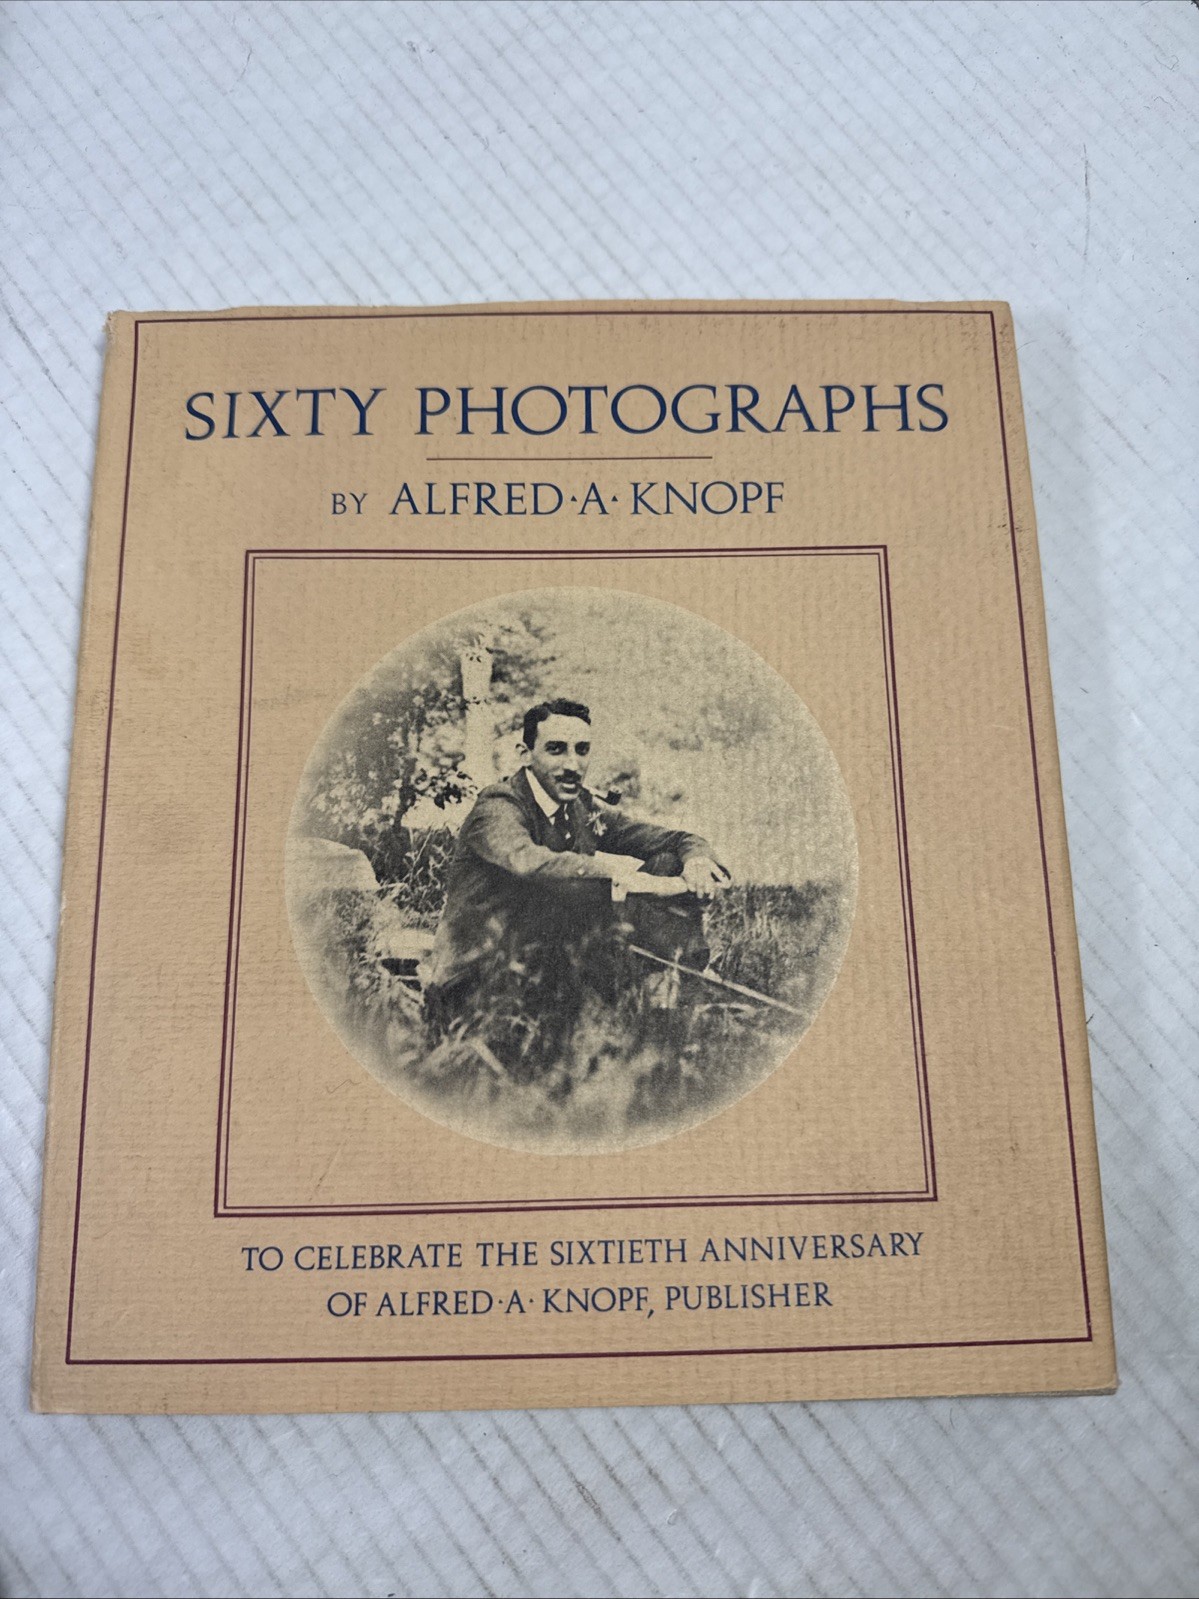 SIXTY PHOTOGRAPHS
BY ALFRED·A·KNOPF
TO CELEBRATE THE SIXTIETH ANNIVERSARY
OF ALFRED·A·KNOPF, PUBLISHER